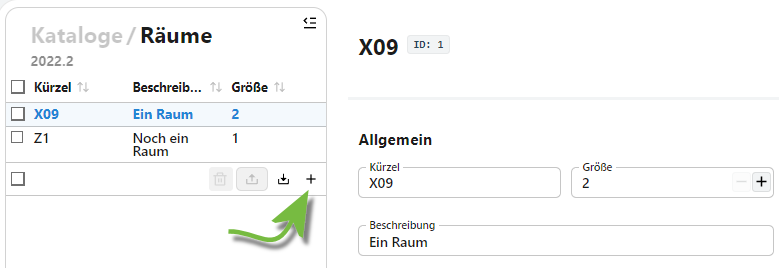 Kataloge / Räume
2022.2
Kürzel Beschreib... Größe
X09 Ein Raum 2
Z1 Noch ein Raum 1
X09 ID: 1
Allgemein
Kürzel
X09
Größe
2
Beschreibung
Ein Raum